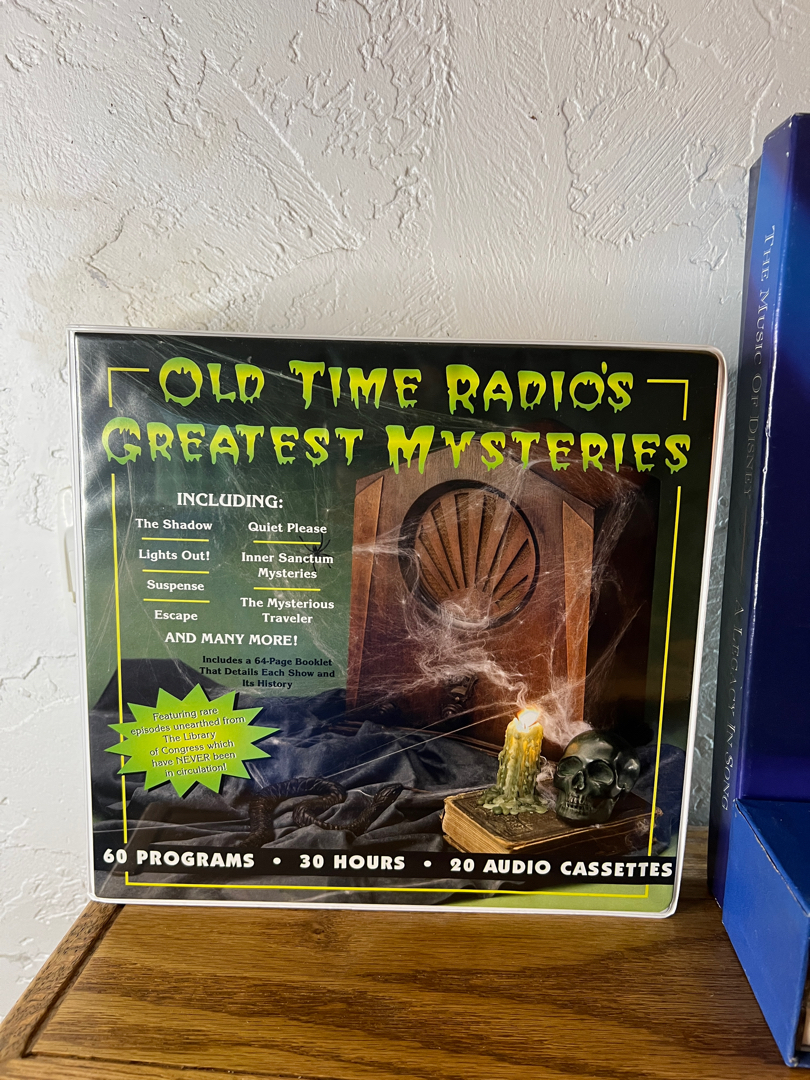 OLD TIME RADIO'S
GREATEST MYSTERIES
INCLUDING:
The Shadow
Lights Out!
Suspense
Escape
Quiet Please
Inner Sanctum
Mysteries
The Mysterious
Traveler
AND MANY MORE!
Includes a 64-Page Booklet
That Details Each Show and
Its History
Featuring rare
episodes unearthed from
The Library
of Congress which
have NEVER been
in circulation!
60 PROGRAMS • 30 HOURS • 20 AUDIO CASSETTES
THE MUSIC OF DISNEY
A LEGACY IN SONG